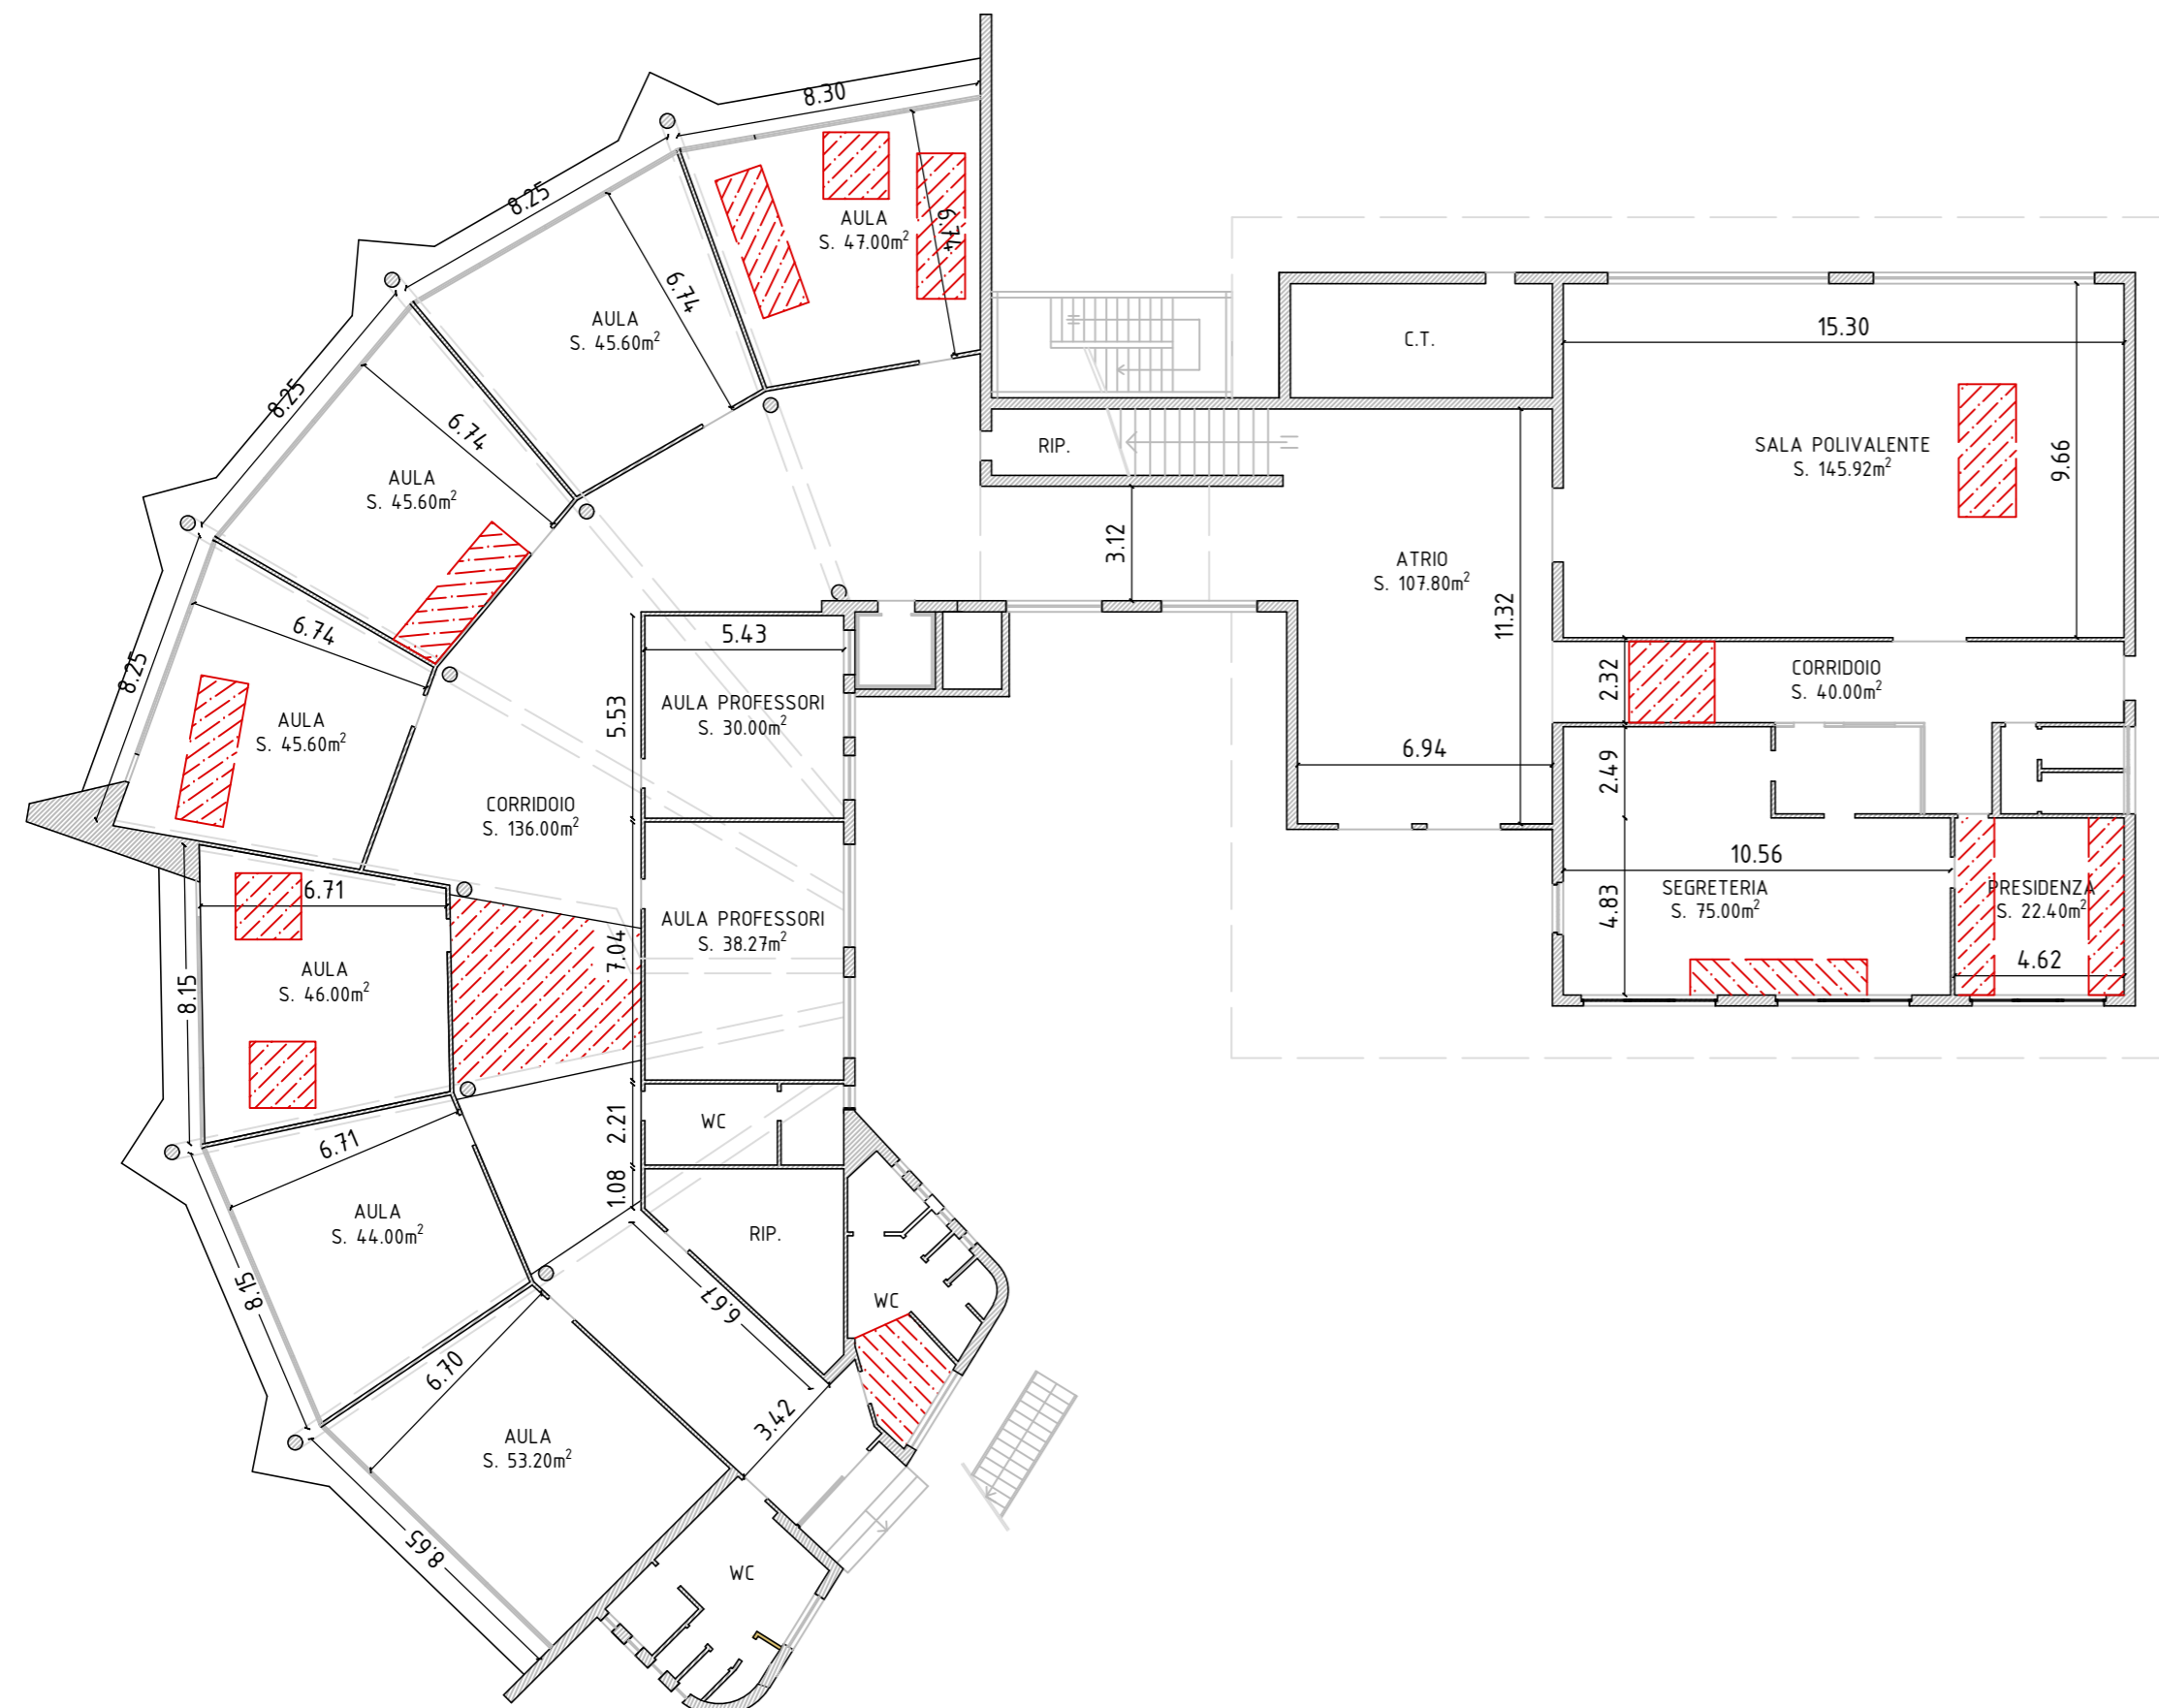 8.30
8.25
AULA
S. 47.00m²
6.74
AULA
S. 45.60m²
6.74
8.25
AULA
S. 45.60m²
6.74
8.25
AULA
S. 45.60m²
6.74
C.T.
15.30
SALA POLIVALENTE
S. 145.92m²
9.66
RIP.
3.12
ATRIO
S. 107.80m²
11.32
6.94
5.43
5.53
AULA PROFESSORI
S. 30.00m²
CORRIDOIO
S. 136.00m²
2.32
CORRIDOIO
S. 40.00m²
2.49
10.56
4.83
SEGRETERIA
S. 75.00m²
PRESIDENZA
S. 22.40m²
4.62
6.71
8.15
AULA
S. 46.00m²
7.04
AULA PROFESSORI
S. 38.27m²
6.71
2.21
WC
1.08
AULA
S. 44.00m²
8.15
RIP.
6.67
WC
6.70
3.42
AULA
S. 53.20m²
8.65
WC